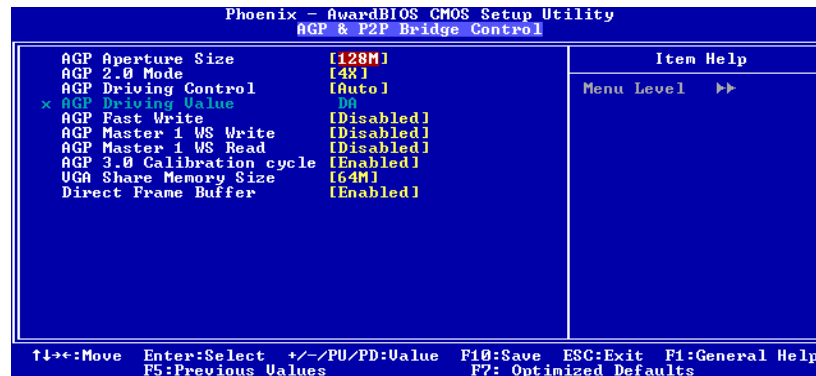 Phoenix - AwardBIOS CMOS Setup Utility
AGP & P2P Bridge Control
AGP Aperture Size [128M]
AGP 2.0 Mode [4X]
AGP Driving Control [Auto]
x AGP Driving Value DA
AGP Fast Write [Disabled]
AGP Master 1 WS Write [Disabled]
AGP Master 1 WS Read [Disabled]
AGP 3.0 Calibration cycle [Enabled]
VGA Share Memory Size [64M]
Direct Frame Buffer [Enabled]
Item Help
Menu Level ▶▶
↑↓→←:Move Enter:Select +/-/PU/PD:Value F10:Save ESC:Exit F1:General Help
F5:Previous Values F7: Optimized Defaults